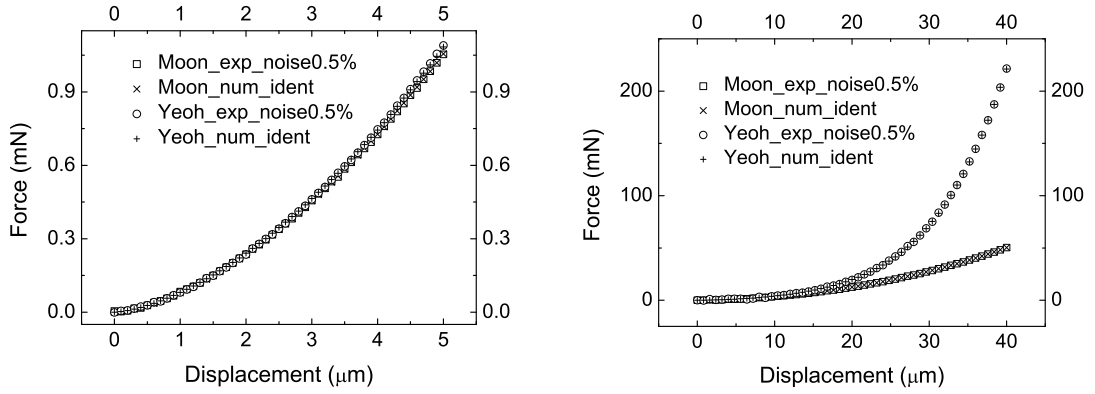 0 1 2 3 4 5
Moon_exp_noise0.5%
Moon_num_ident
Yeoh_exp_noise0.5%
Yeoh_num_ident
0.9 0.9
0.6 0.6
0.3 0.3
0.0 0.0
Force (mN)
0 1 2 3 4 5
Displacement (μm)
0 10 20 30 40
Moon_exp_noise0.5%
Moon_num_ident
Yeoh_exp_noise0.5%
Yeoh_num_ident
200 200
100 100
0 0
Force (mN)
0 10 20 30 40
Displacement (μm)